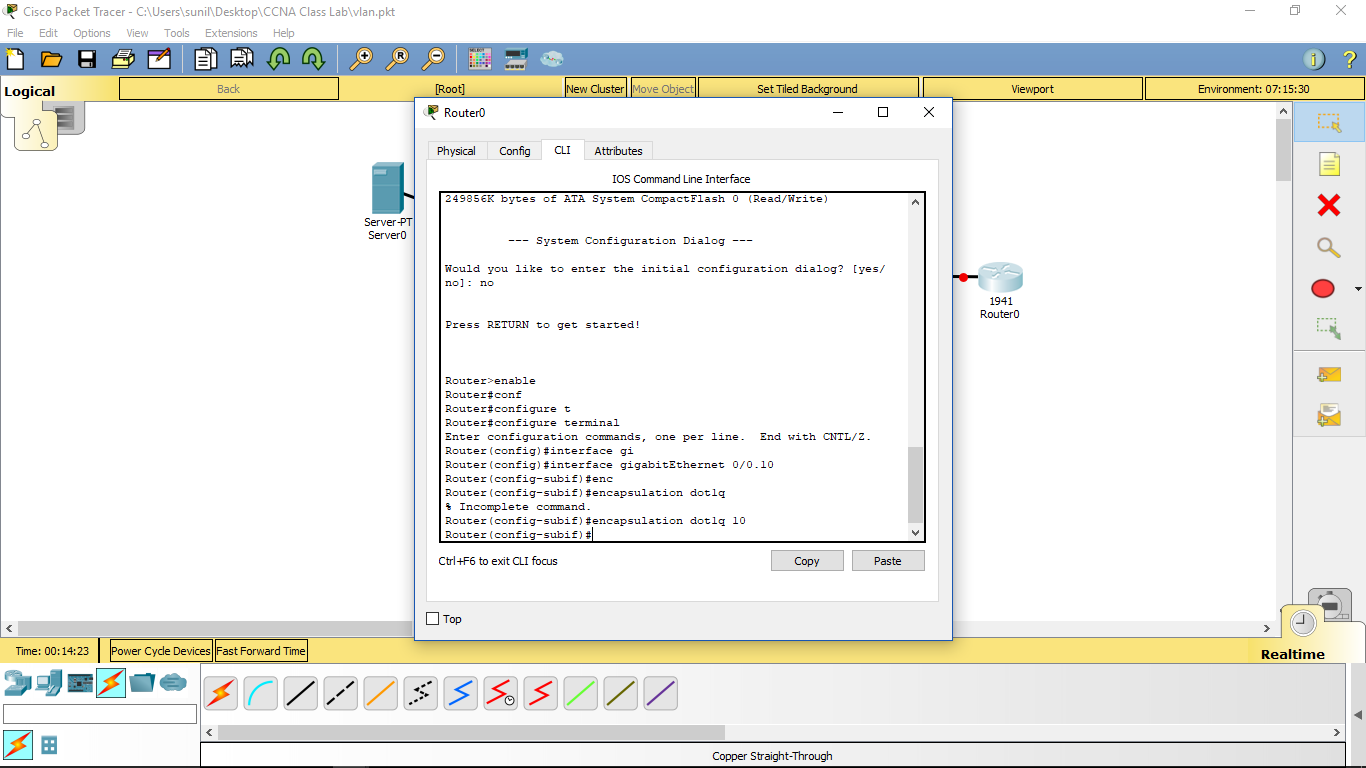 Cisco Packet Tracer - C:\Users\sunil\Desktop\CCNA Class Lab\vlan.pkt
File Edit Options View Tools Extensions Help
SELECT
R
i ?
Logical Back [Root] New Cluster Move Object Set Tiled Background Viewport Environment: 07:15:30
Router0
Physical Config CLI Attributes
IOS Command Line Interface
249856K bytes of ATA System CompactFlash 0 (Read/Write)
--- System Configuration Dialog ---
Would you like to enter the initial configuration dialog? [yes/
no]: no
Press RETURN to get started!
Router>enable
Router#conf
Router#configure t
Router#configure terminal
Enter configuration commands, one per line.  End with CNTL/Z.
Router(config)#interface gi
Router(config)#interface gigabitEthernet 0/0.10
Router(config-subif)#enc
Router(config-subif)#encapsulation dot1q
% Incomplete command.
Router(config-subif)#encapsulation dot1q 10
Router(config-subif)#
Ctrl+F6 to exit CLI focus Copy Paste
Top
Server-PT
Server0
1941
Router0
Time: 00:14:23 Power Cycle Devices Fast Forward Time Realtime
Copper Straight-Through